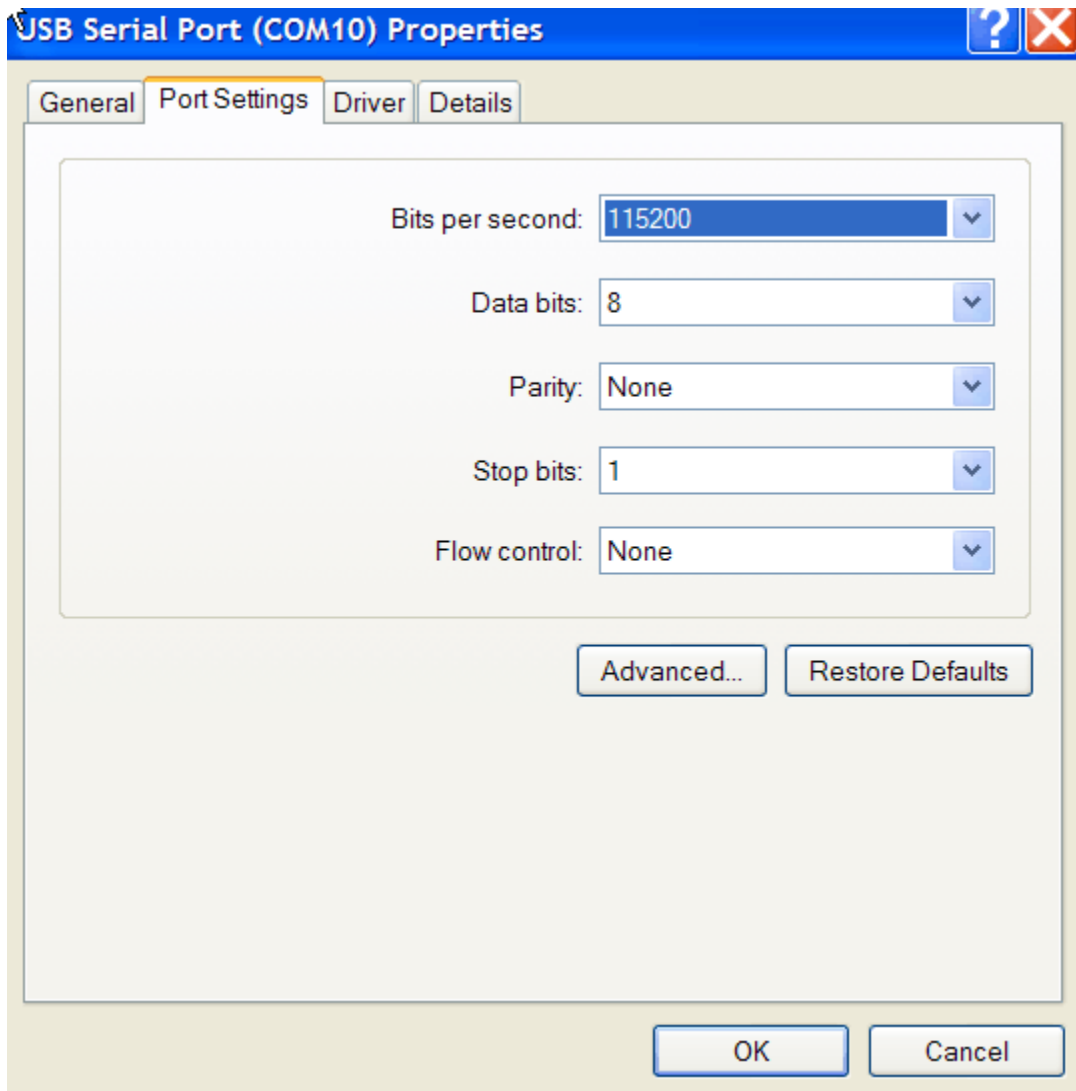 USB Serial Port (COM10) Properties
General Port Settings Driver Details
Bits per second: 115200
Data bits: 8
Parity: None
Stop bits: 1
Flow control: None
Advanced... Restore Defaults
OK Cancel